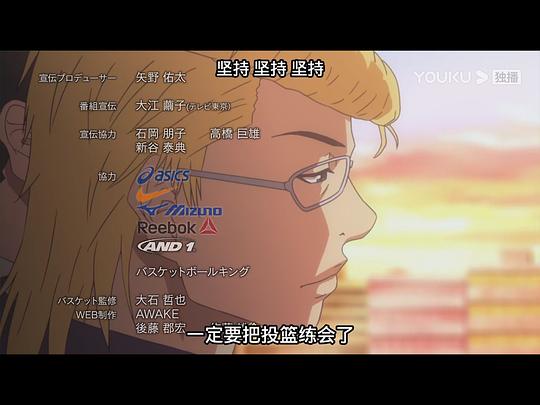 坚持 坚持 坚持
YOUKU 独播
宣伝プロデューサー 矢野 佑太
番組宣伝 大江 繭子(テレビ東京)
宣伝協力 石岡 朋子 高橋 巨雄
新谷 泰典
協力 asics
MIZUNO
Reebok
AND 1
バスケットボールキング
バスケット監修 大石 哲也
WEB制作 AWAKE
後藤 郡宏
一定要把投篮练会了